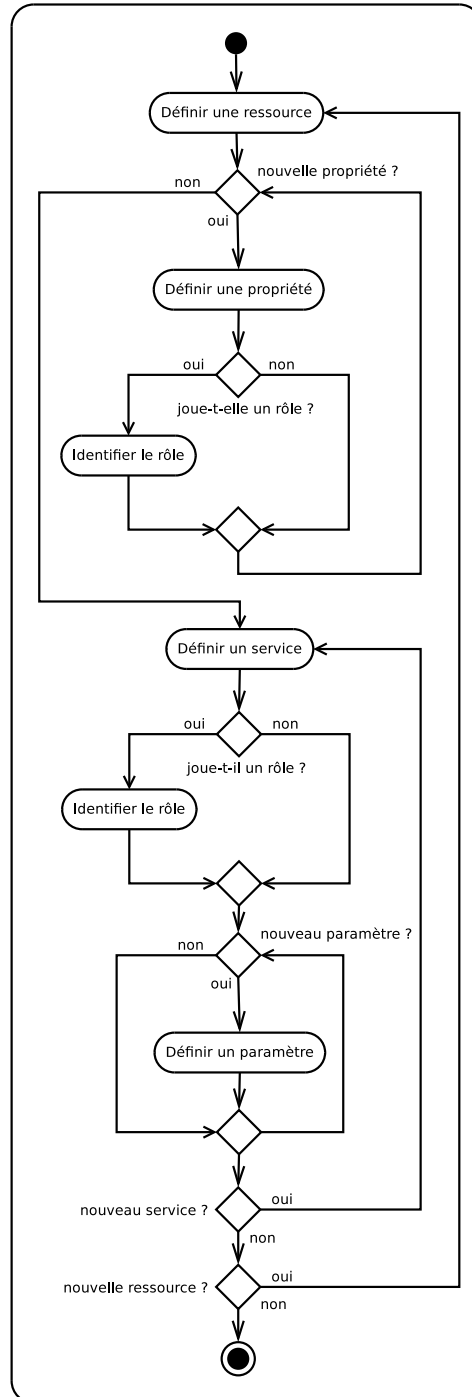 Définir une ressource
nouvelle propriété ?
non
oui
Définir une propriété
oui
non
joue-t-elle un rôle ?
Identifier le rôle
Définir un service
oui
non
joue-t-il un rôle ?
Identifier le rôle
nouveau paramètre ?
non
oui
Définir un paramètre
nouveau service ?
oui
non
nouvelle ressource ?
oui
non